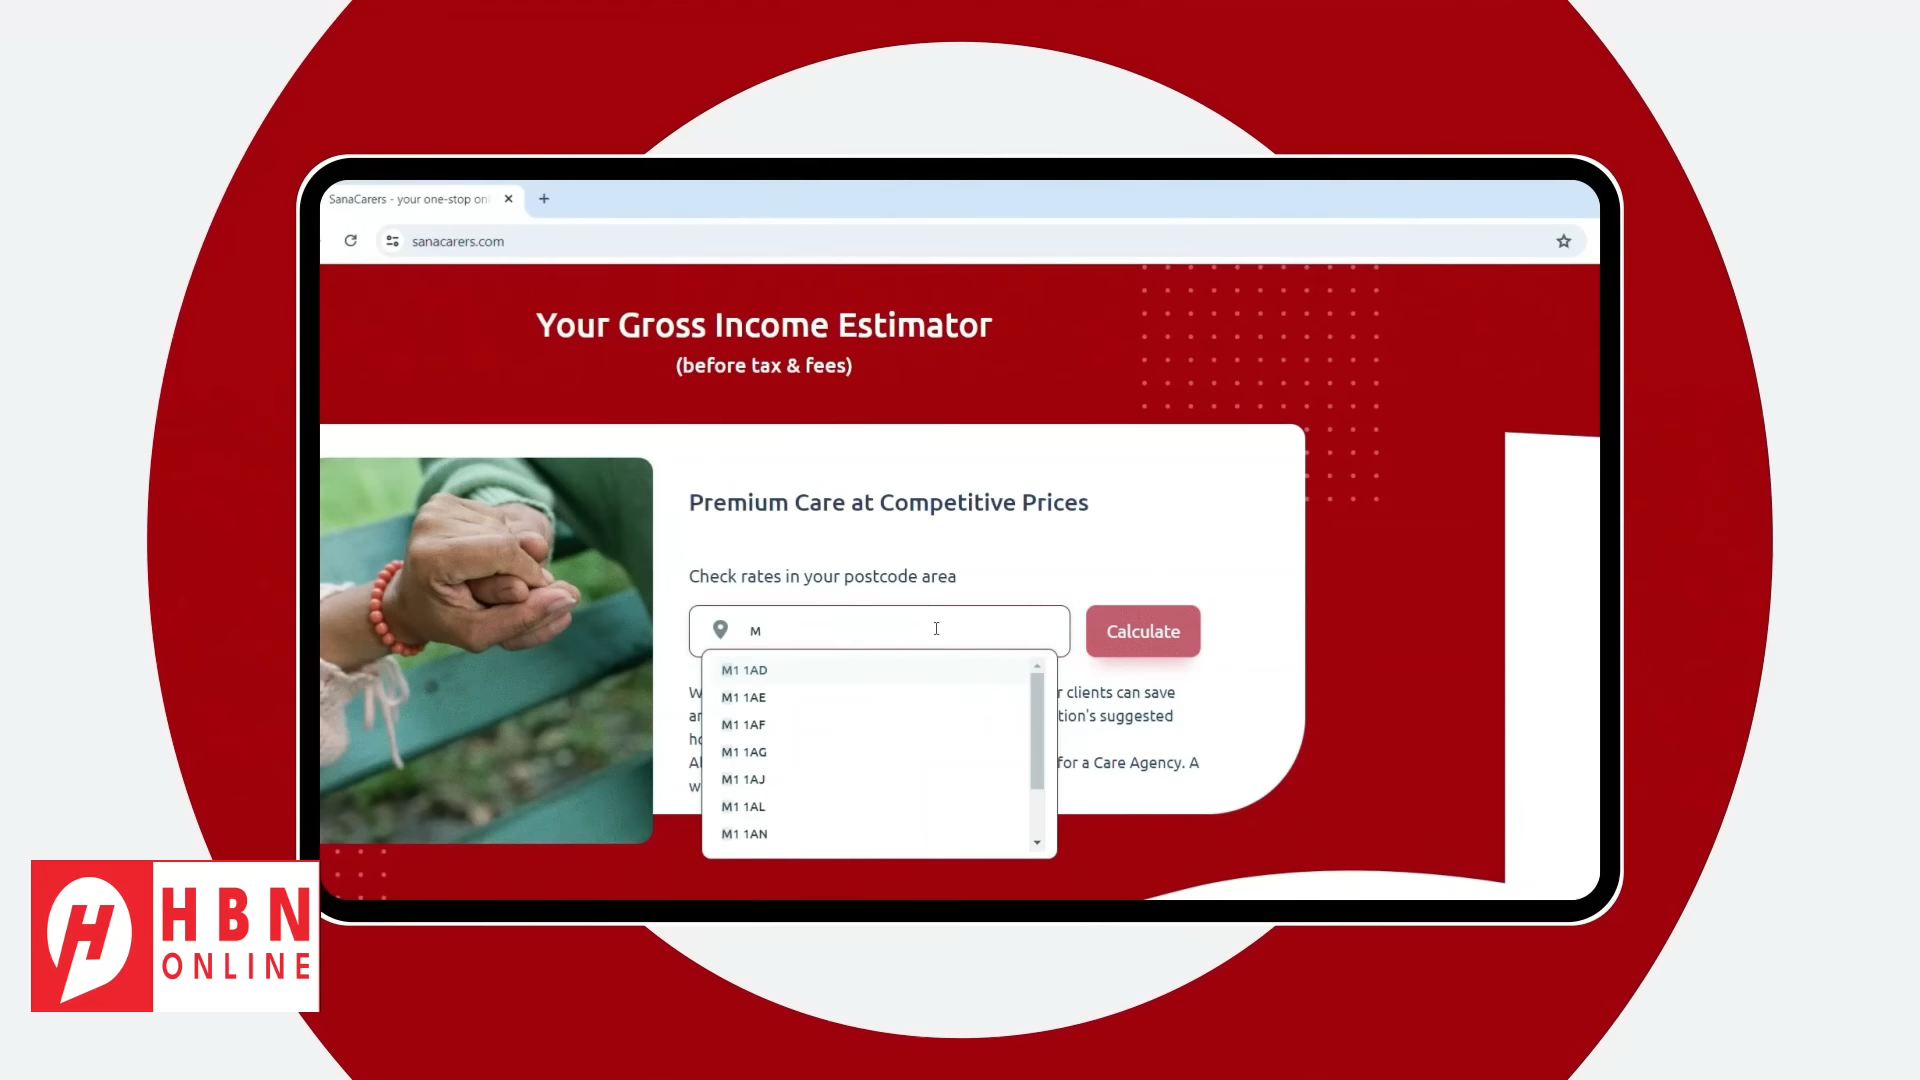 SanaCarers - your one-stop on
sanacarers.com
Your Gross Income Estimator
(before tax & fees)
Premium Care at Competitive Prices
Check rates in your postcode area
M
Calculate
M1 1AD
M1 1AE
M1 1AF
M1 1AG
M1 1AJ
M1 1AL
M1 1AN
clients can save
suggested
for a Care Agency. A
H B N
ONLINE